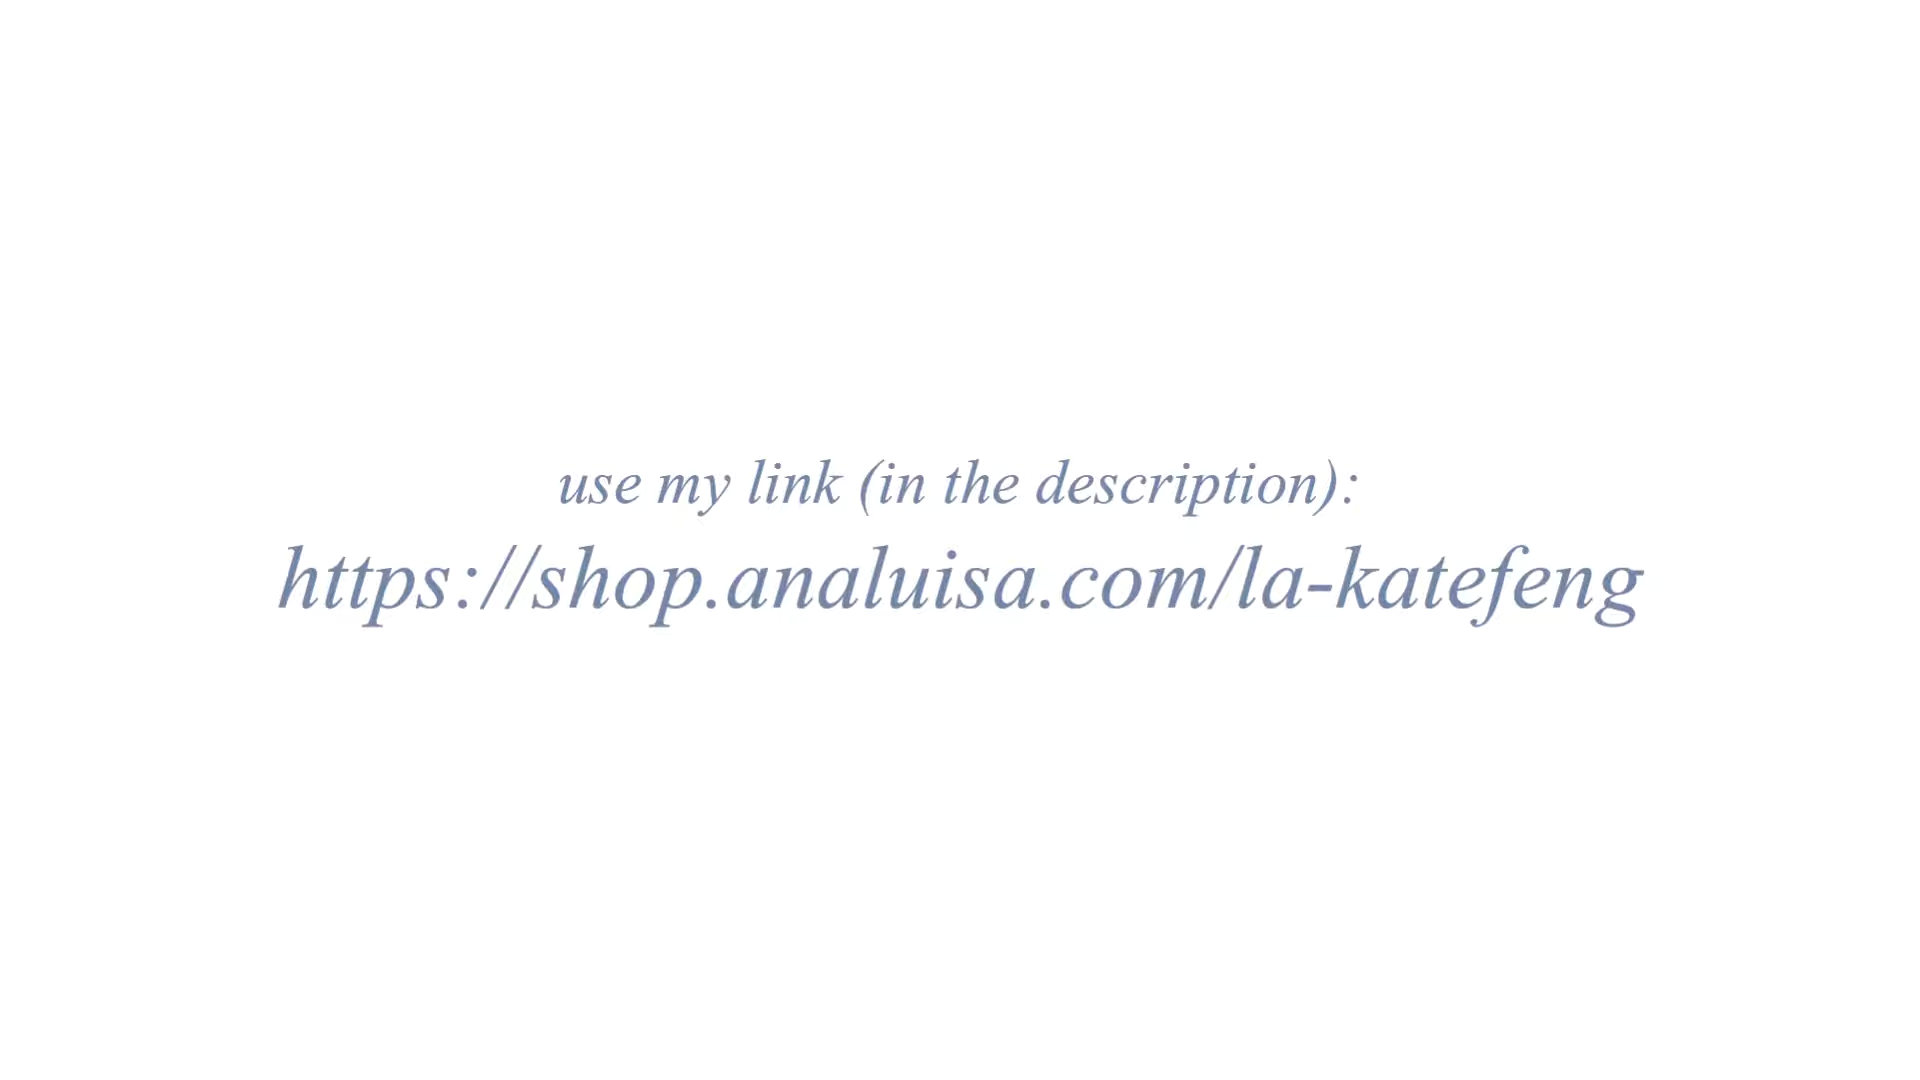 use my link (in the description):
https://shop.analuisa.com/la-katefeng